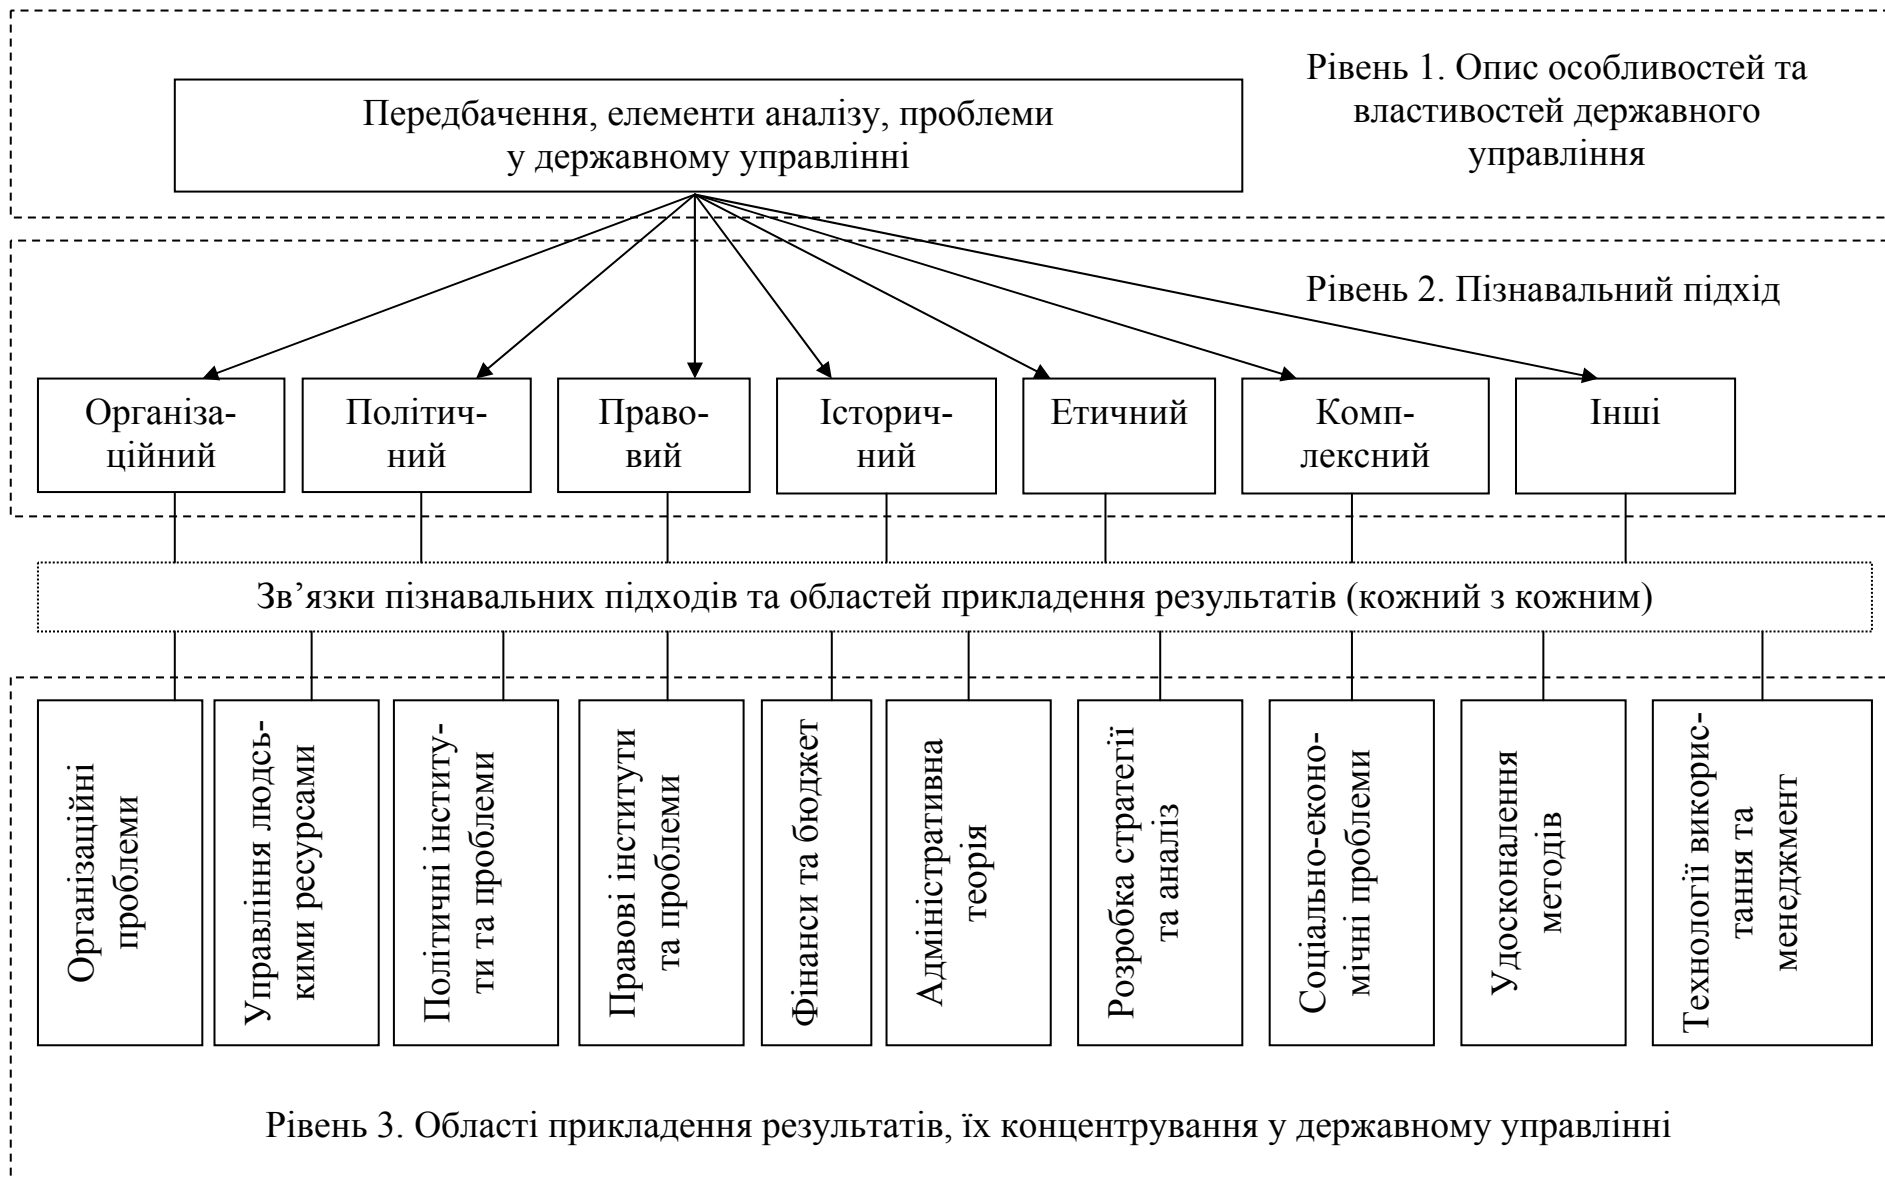 Рівень 1. Опис особливостей та
властивостей державного
управління
Передбачення, елементи аналізу, проблеми
у державному управлінні
Рівень 2. Пізнавальний підхід
Організа-
ційний
Політич-
ний
Право-
вий
Історич-
ний
Етичний
Комп-
лексний
Інші
Зв’язки пізнавальних підходів та областей прикладення результатів (кожний з кожним)
Організаційні
проблеми
Управління людсь-
кими ресурсами
Політичні інститу-
ти та проблеми
Правові інститути
та проблеми
Фінанси та бюджет
Адміністративна
теорія
Розробка стратегії
та аналіз
Соціально-еконо-
мічні проблеми
Удосконалення
методів
Технології викорис-
тання та
менеджмент
Рівень 3. Області прикладення результатів, їх концентрування у державному управлінні